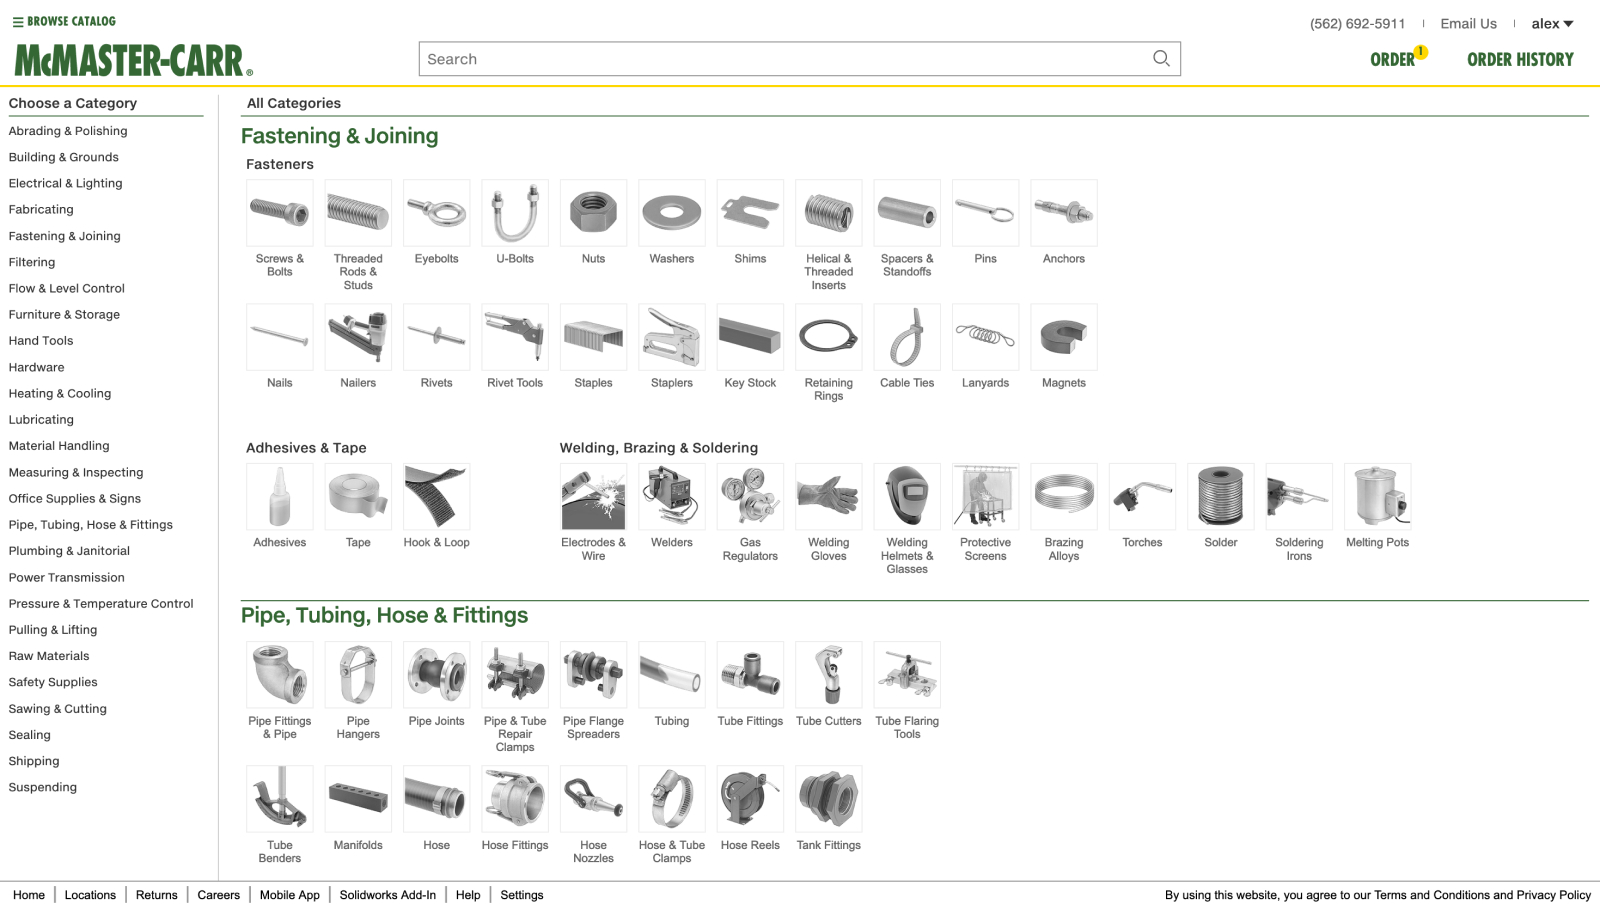 ☰ BROWSE CATALOG
(562) 692-5911
Email Us
alex
McMASTER-CARR®
Search
ORDER 1
ORDER HISTORY
Choose a Category
Abrading & Polishing
Building & Grounds
Electrical & Lighting
Fabricating
Fastening & Joining
Filtering
Flow & Level Control
Furniture & Storage
Hand Tools
Hardware
Heating & Cooling
Lubricating
Material Handling
Measuring & Inspecting
Office Supplies & Signs
Pipe, Tubing, Hose & Fittings
Plumbing & Janitorial
Power Transmission
Pressure & Temperature Control
Pulling & Lifting
Raw Materials
Safety Supplies
Sawing & Cutting
Sealing
Shipping
Suspending
All Categories
Fastening & Joining
Fasteners
Screws &
Bolts
Threaded
Rods &
Studs
Eyebolts
U-Bolts
Nuts
Washers
Shims
Helical &
Threaded
Inserts
Spacers &
Standoffs
Pins
Anchors
Nails
Nailers
Rivets
Rivet Tools
Staples
Staplers
Key Stock
Retaining
Rings
Cable Ties
Lanyards
Magnets
Adhesives & Tape
Adhesives
Tape
Hook & Loop
Welding, Brazing & Soldering
Electrodes &
Wire
Welders
Gas
Regulators
Welding
Gloves
Welding
Helmets &
Glasses
Protective
Screens
Brazing
Alloys
Torches
Solder
Soldering
Irons
Melting Pots
Pipe, Tubing, Hose & Fittings
Pipe Fittings
& Pipe
Pipe
Hangers
Pipe Joints
Pipe & Tube
Repair
Clamps
Pipe Flange
Spreaders
Tubing
Tube Fittings
Tube Cutters
Tube Flaring
Tools
Tube
Benders
Manifolds
Hose
Hose Fittings
Hose
Nozzles
Hose & Tube
Clamps
Hose Reels
Tank Fittings
Home
Locations
Returns
Careers
Mobile App
Solidworks Add-In
Help
Settings
By using this website, you agree to our Terms and Conditions and Privacy Policy